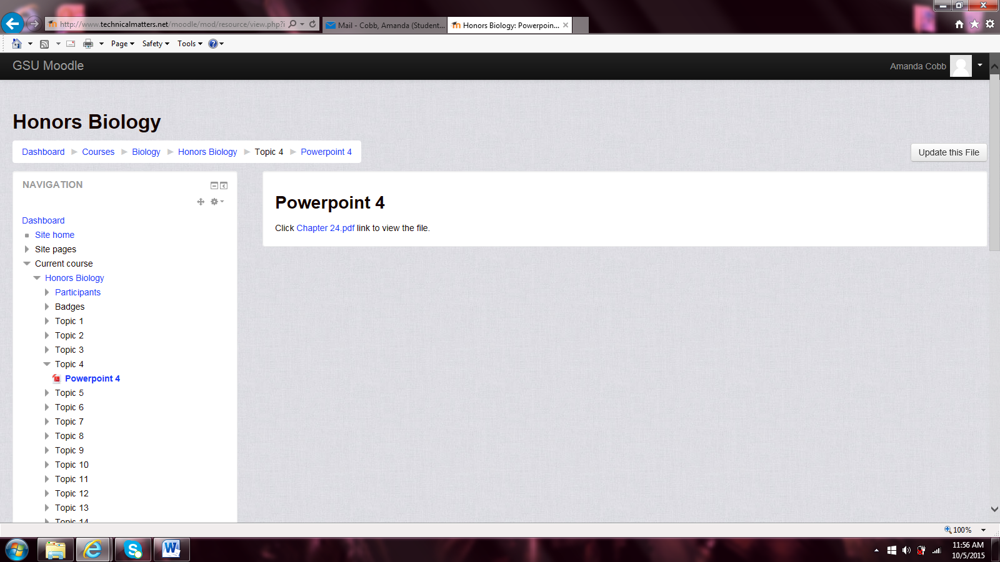 http://www.technicalmatters.net/moodle/mod/resource/view.php?i
Mail - Cobb, Amanda (Student...
Honors Biology: Powerpoin...
Page
Safety
Tools
GSU Moodle
Amanda Cobb
Honors Biology
Dashboard Courses Biology Honors Biology Topic 4 Powerpoint 4
Update this File
NAVIGATION
Dashboard
Site home
Site pages
Current course
Honors Biology
Participants
Badges
Topic 1
Topic 2
Topic 3
Topic 4
Powerpoint 4
Topic 5
Topic 6
Topic 7
Topic 8
Topic 9
Topic 10
Topic 11
Topic 12
Topic 13
Topic 14
Powerpoint 4
Click Chapter 24.pdf link to view the file.
100%
11:56 AM
10/5/2015